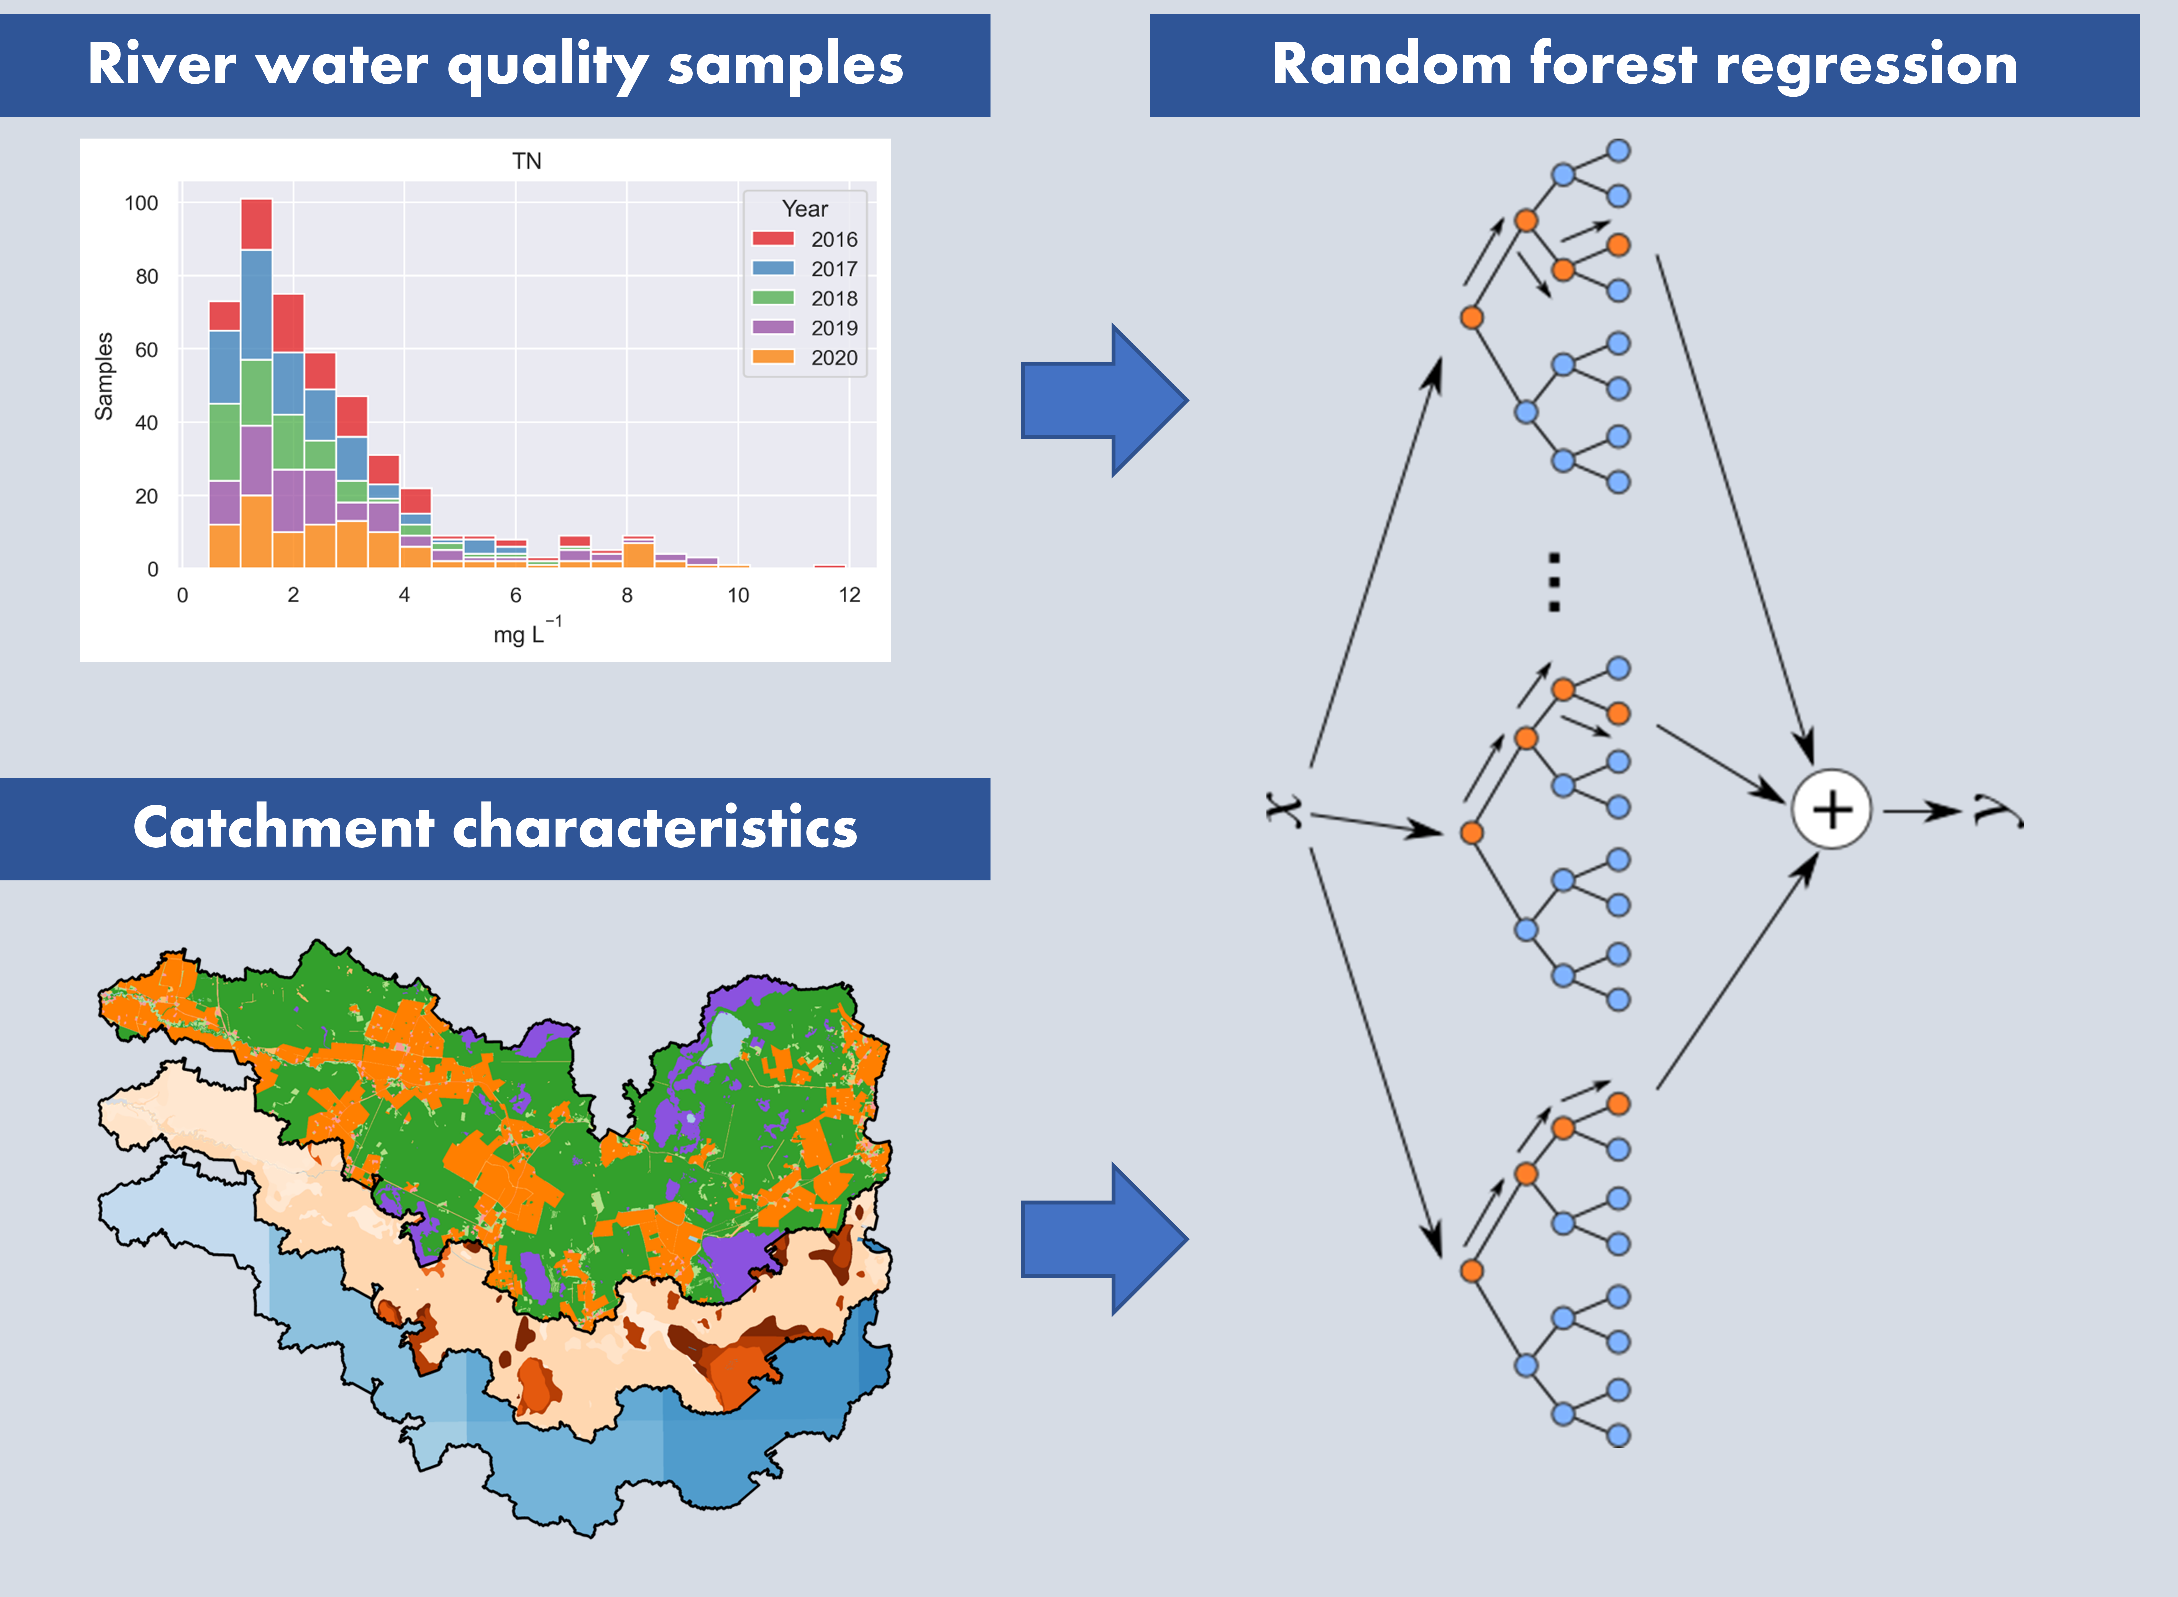 River water quality samples
TN
100
80
60
40
20
0
Samples
Year
2016
2017
2018
2019
2020
0 2 4 6 8 10 12
mg L⁻¹
Catchment characteristics
Random forest regression
x
+
y